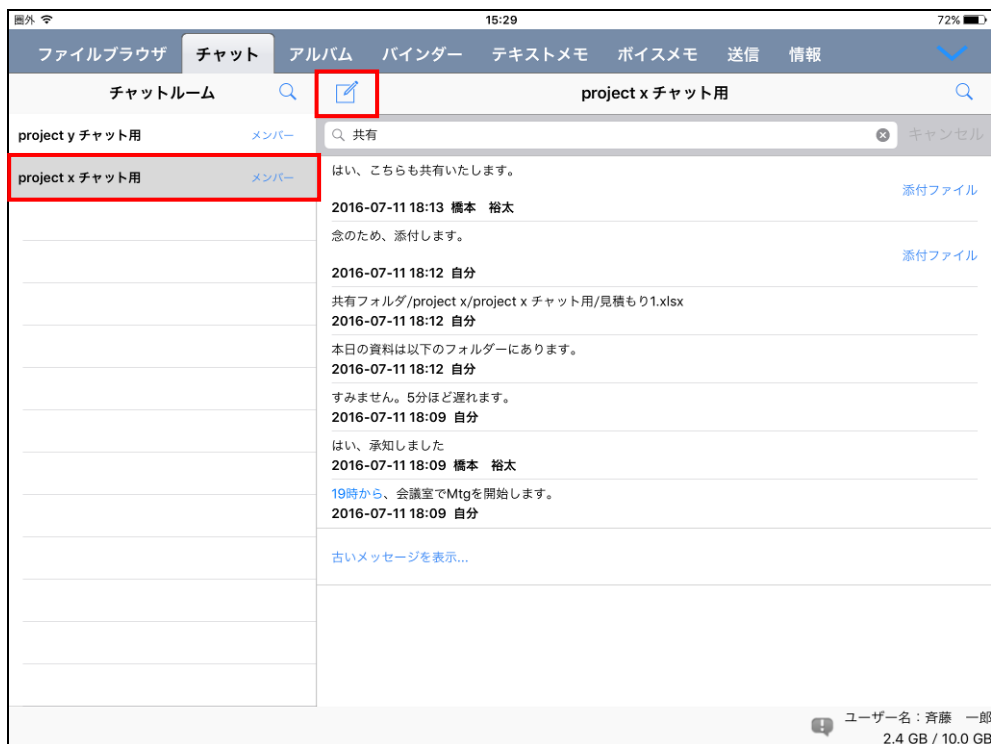 圏外 15:29 72%
ファイルブラウザ チャット アルバム バインダー テキストメモ ボイスメモ 送信 情報
チャットルーム project x チャット用
project y チャット用 メンバー
project x チャット用 メンバー
共有 キャンセル
はい、こちらも共有いたします。
添付ファイル
2016-07-11 18:13 橋本 裕太
念のため、添付します。
添付ファイル
2016-07-11 18:12 自分
共有フォルダ/project x/project x チャット用/見積もり1.xlsx
2016-07-11 18:12 自分
本日の資料は以下のフォルダーにあります。
2016-07-11 18:12 自分
すみません。5分ほど遅れます。
2016-07-11 18:09 自分
はい、承知しました
2016-07-11 18:09 橋本 裕太
19時から、会議室でMtgを開始します。
2016-07-11 18:09 自分
古いメッセージを表示...
ユーザー名：斉藤 一郎
2.4 GB / 10.0 GB